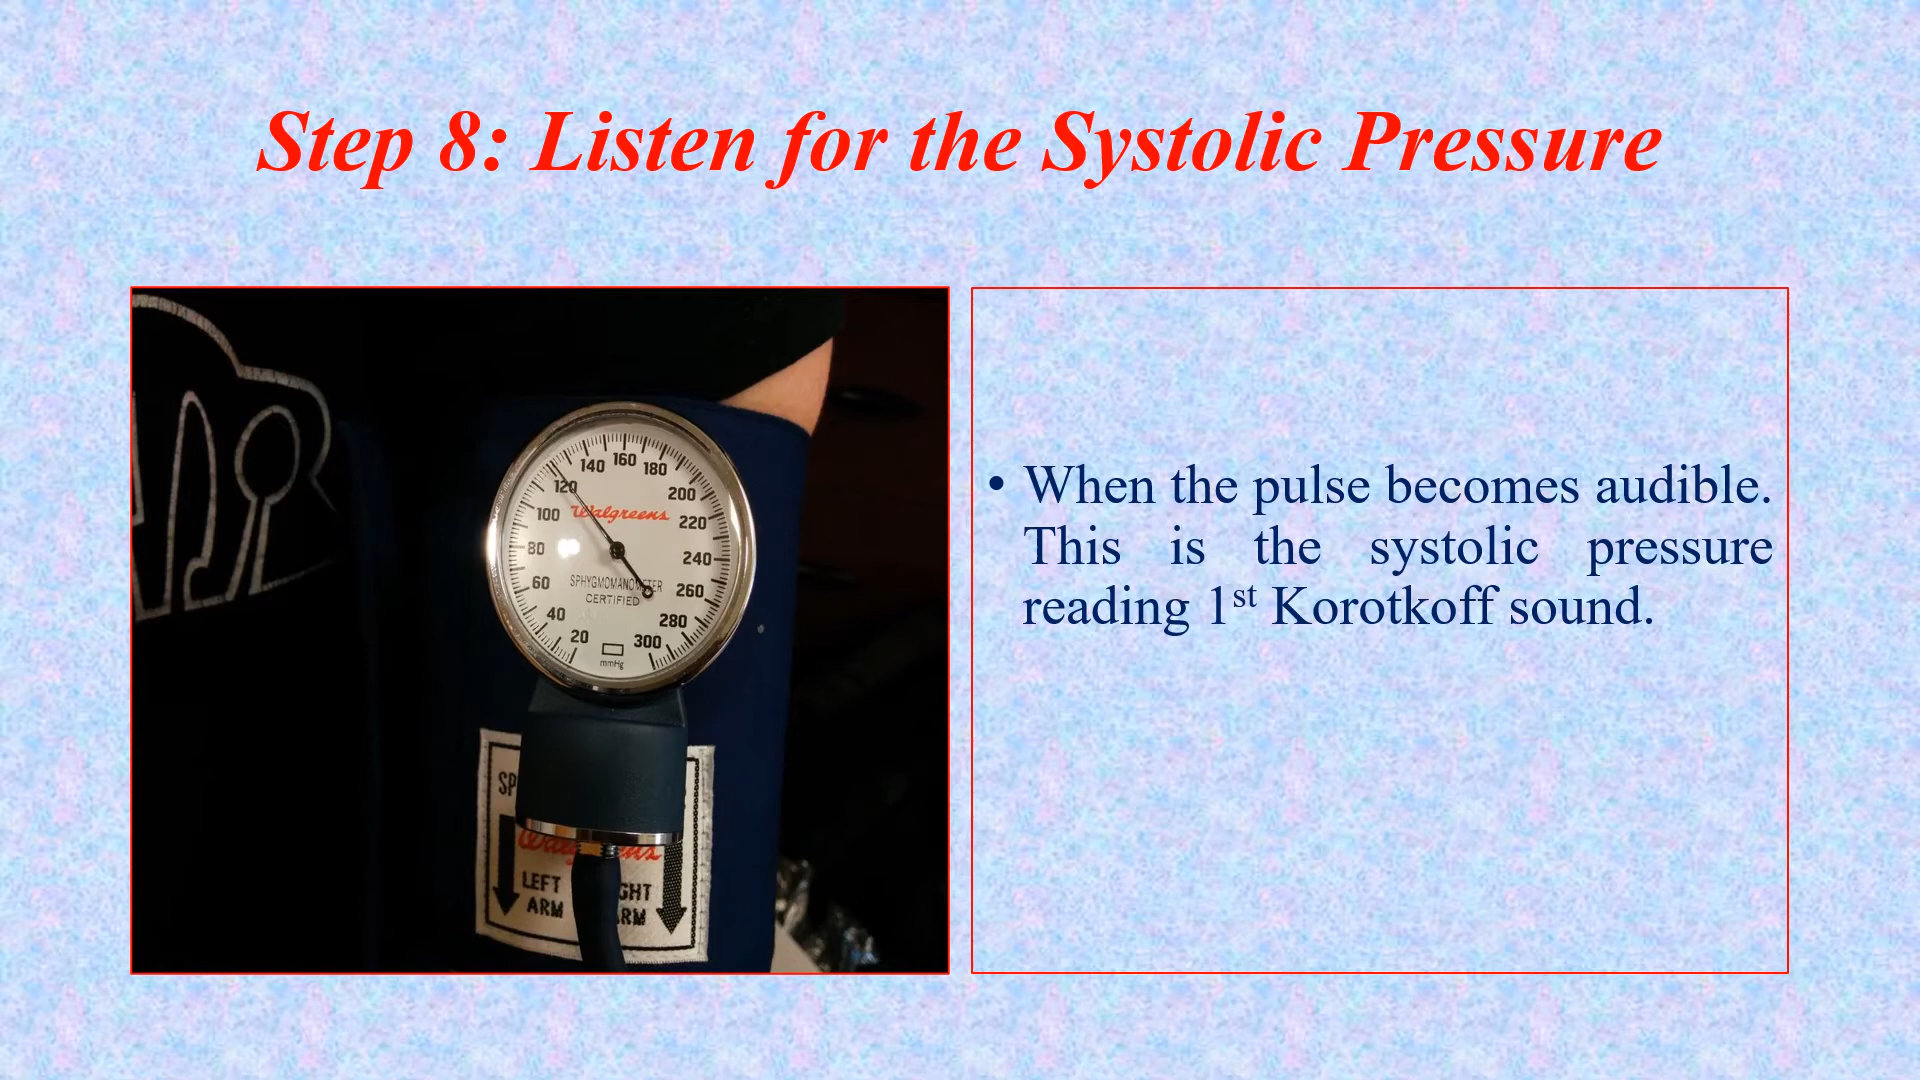 Step 8: Listen for the Systolic Pressure
140 160 180
120 200
100 Walgreens 220
80 240
60 SPHYGMOMANOMETER 260
CERTIFIED
40 280
20 300
mmHg
LEFT
ARM
• When the pulse becomes audible.
This is the systolic pressure
reading 1st Korotkoff sound.